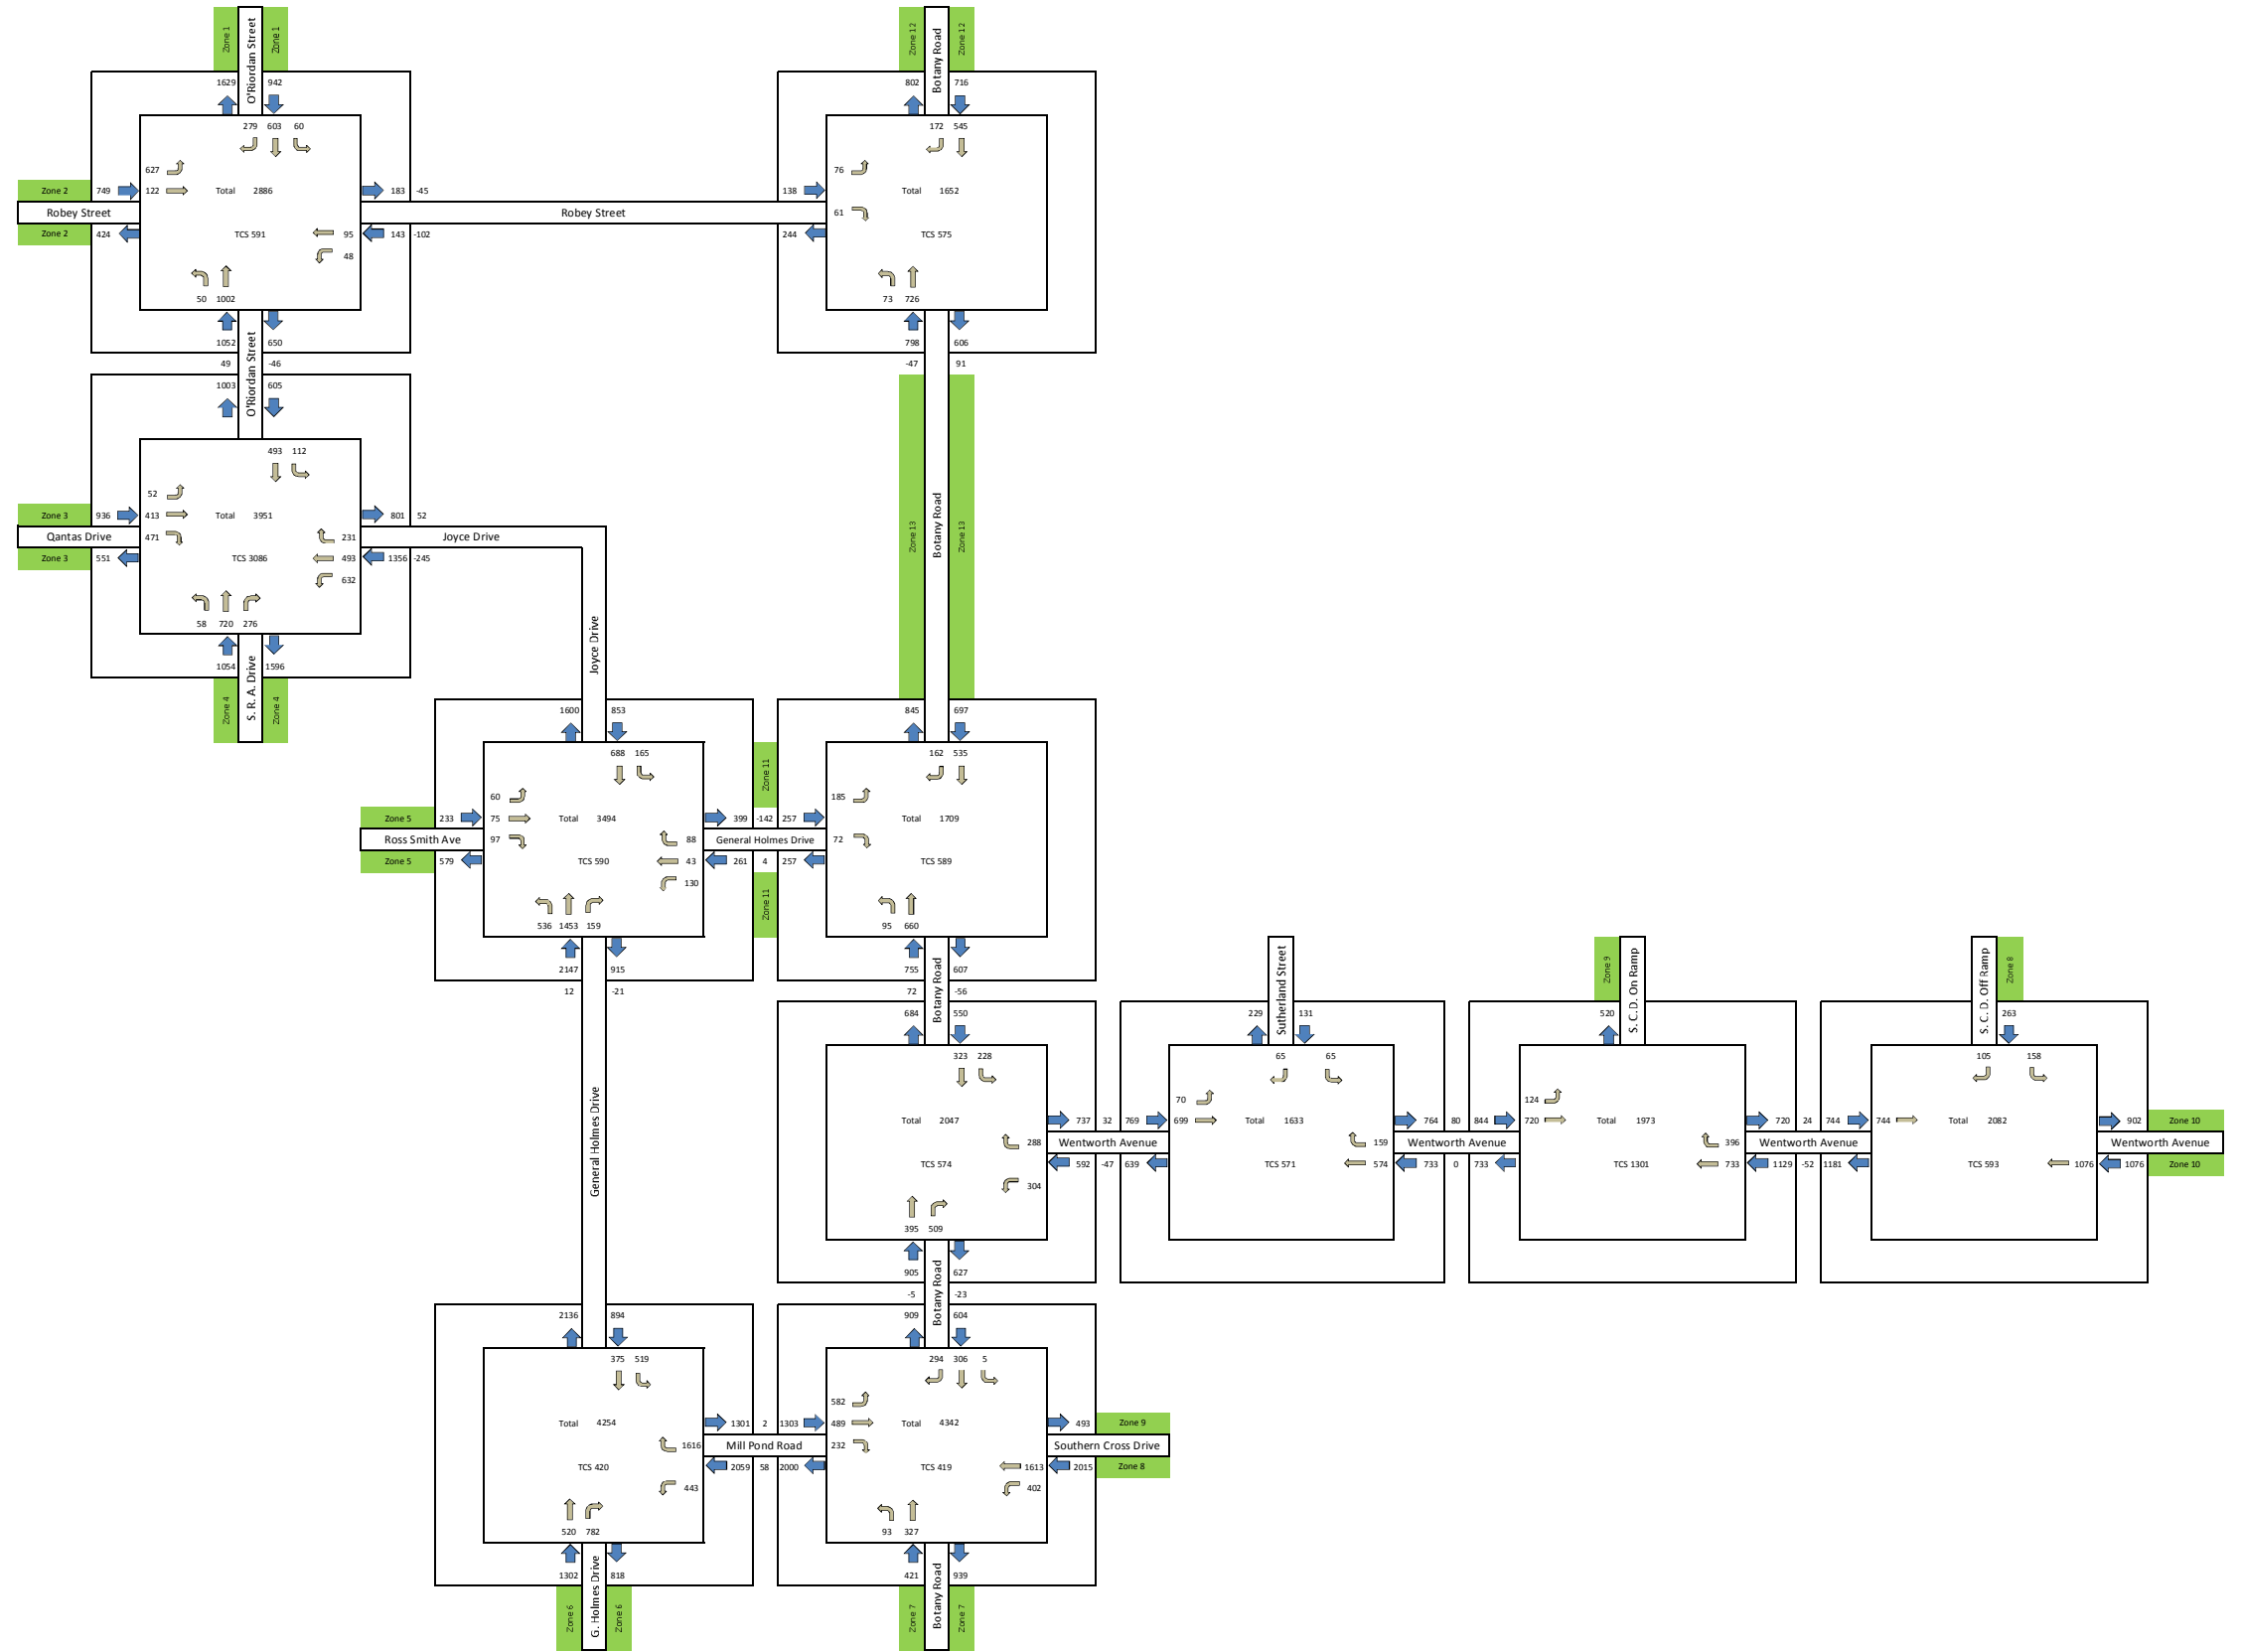 Zone 1
O'Riordan Street
Zone 1
1629
942
279 603 60
627
Zone 2
749
122
Total 2886
183 -45
Robey Street
Zone 2
424
TCS 591
95
143 -102
48
50 1002
1052
650
O'Riordan Street
49
-46
Zone 12
Botany Road
Zone 12
802
716
172 545
76
138
Total 1652
Robey Street
61
244
TCS 575
73 726
798
606
-47
91
Zone 13
Botany Road
Zone 13
1003
605
493 112
52
Zone 3
936
413
Total 3951
801 52
Qantas Drive
471
231
Joyce Drive
Zone 3
551
TCS 3086
493
1356 -245
632
58 720 276
1054
1596
Zone 4
S. R. A. Drive
Zone 4
Joyce Drive
1600
853
688 165
60
Zone 5
233
75
Total 3494
399 -142 257
Zone 11
Ross Smith Ave
97
88
General Holmes Drive
Zone 5
579
TCS 590
43
261 4 257
130
Zone 11
536 1453 159
2147
915
12
-21
General Holmes Drive
845
697
162 535
185
Total 1709
72
TCS 589
95 660
755
607
Botany Road
72
-56
684
550
323 228
Total 2047
737 32 769
288
Wentworth Avenue
TCS 574
592 -47 639
304
395 509
905
627
Botany Road
-5
-23
Sutherland Street
229
131
65 65
70
699
Total 1633
764 80 844
159
Wentworth Avenue
TCS 571
574
733 0 733
Zone 9
S. C. D. On Ramp
520
124
720
Total 1973
720 24 744
396
Wentworth Avenue
TCS 1301
733
1129 -52 1181
S. C. D. Off Ramp
Zone 8
263
105 158
744
Total 2082
902
Zone 10
Wentworth Avenue
TCS 593
1076
1076
Zone 10
2136
894
375 519
Total 4254
1301 2 1303
1616
Mill Pond Road
TCS 420
2059 58 2000
443
520 782
1302
818
Zone 6
G. Holmes Drive
Zone 6
909
604
294 306 5
582
489
Total 4342
493
Zone 9
232
Southern Cross Drive
TCS 419
1613
2015
Zone 8
402
93 327
421
939
Zone 7
Botany Road
Zone 7